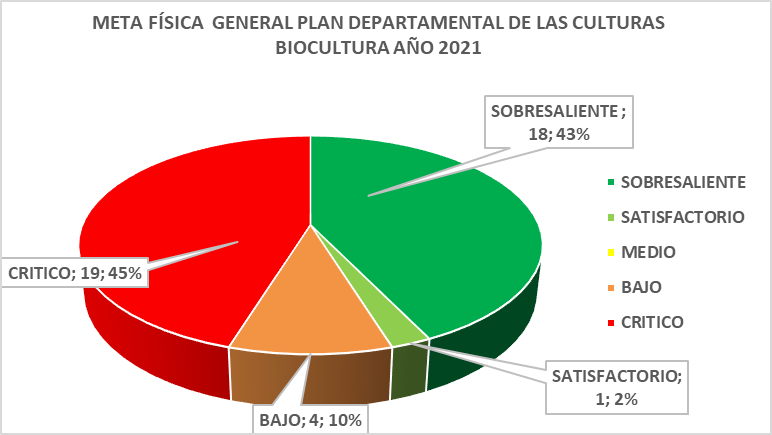 META FÍSICA GENERAL PLAN DEPARTAMENTAL DE LAS CULTURAS
BIOCULTURA AÑO 2021
SOBRESALIENTE ;
18; 43%
SOBRESALIENTE
SATISFACTORIO
MEDIO
BAJO
CRITICO
CRITICO; 19; 45%
SATISFACTORIO;
1; 2%
BAJO; 4; 10%